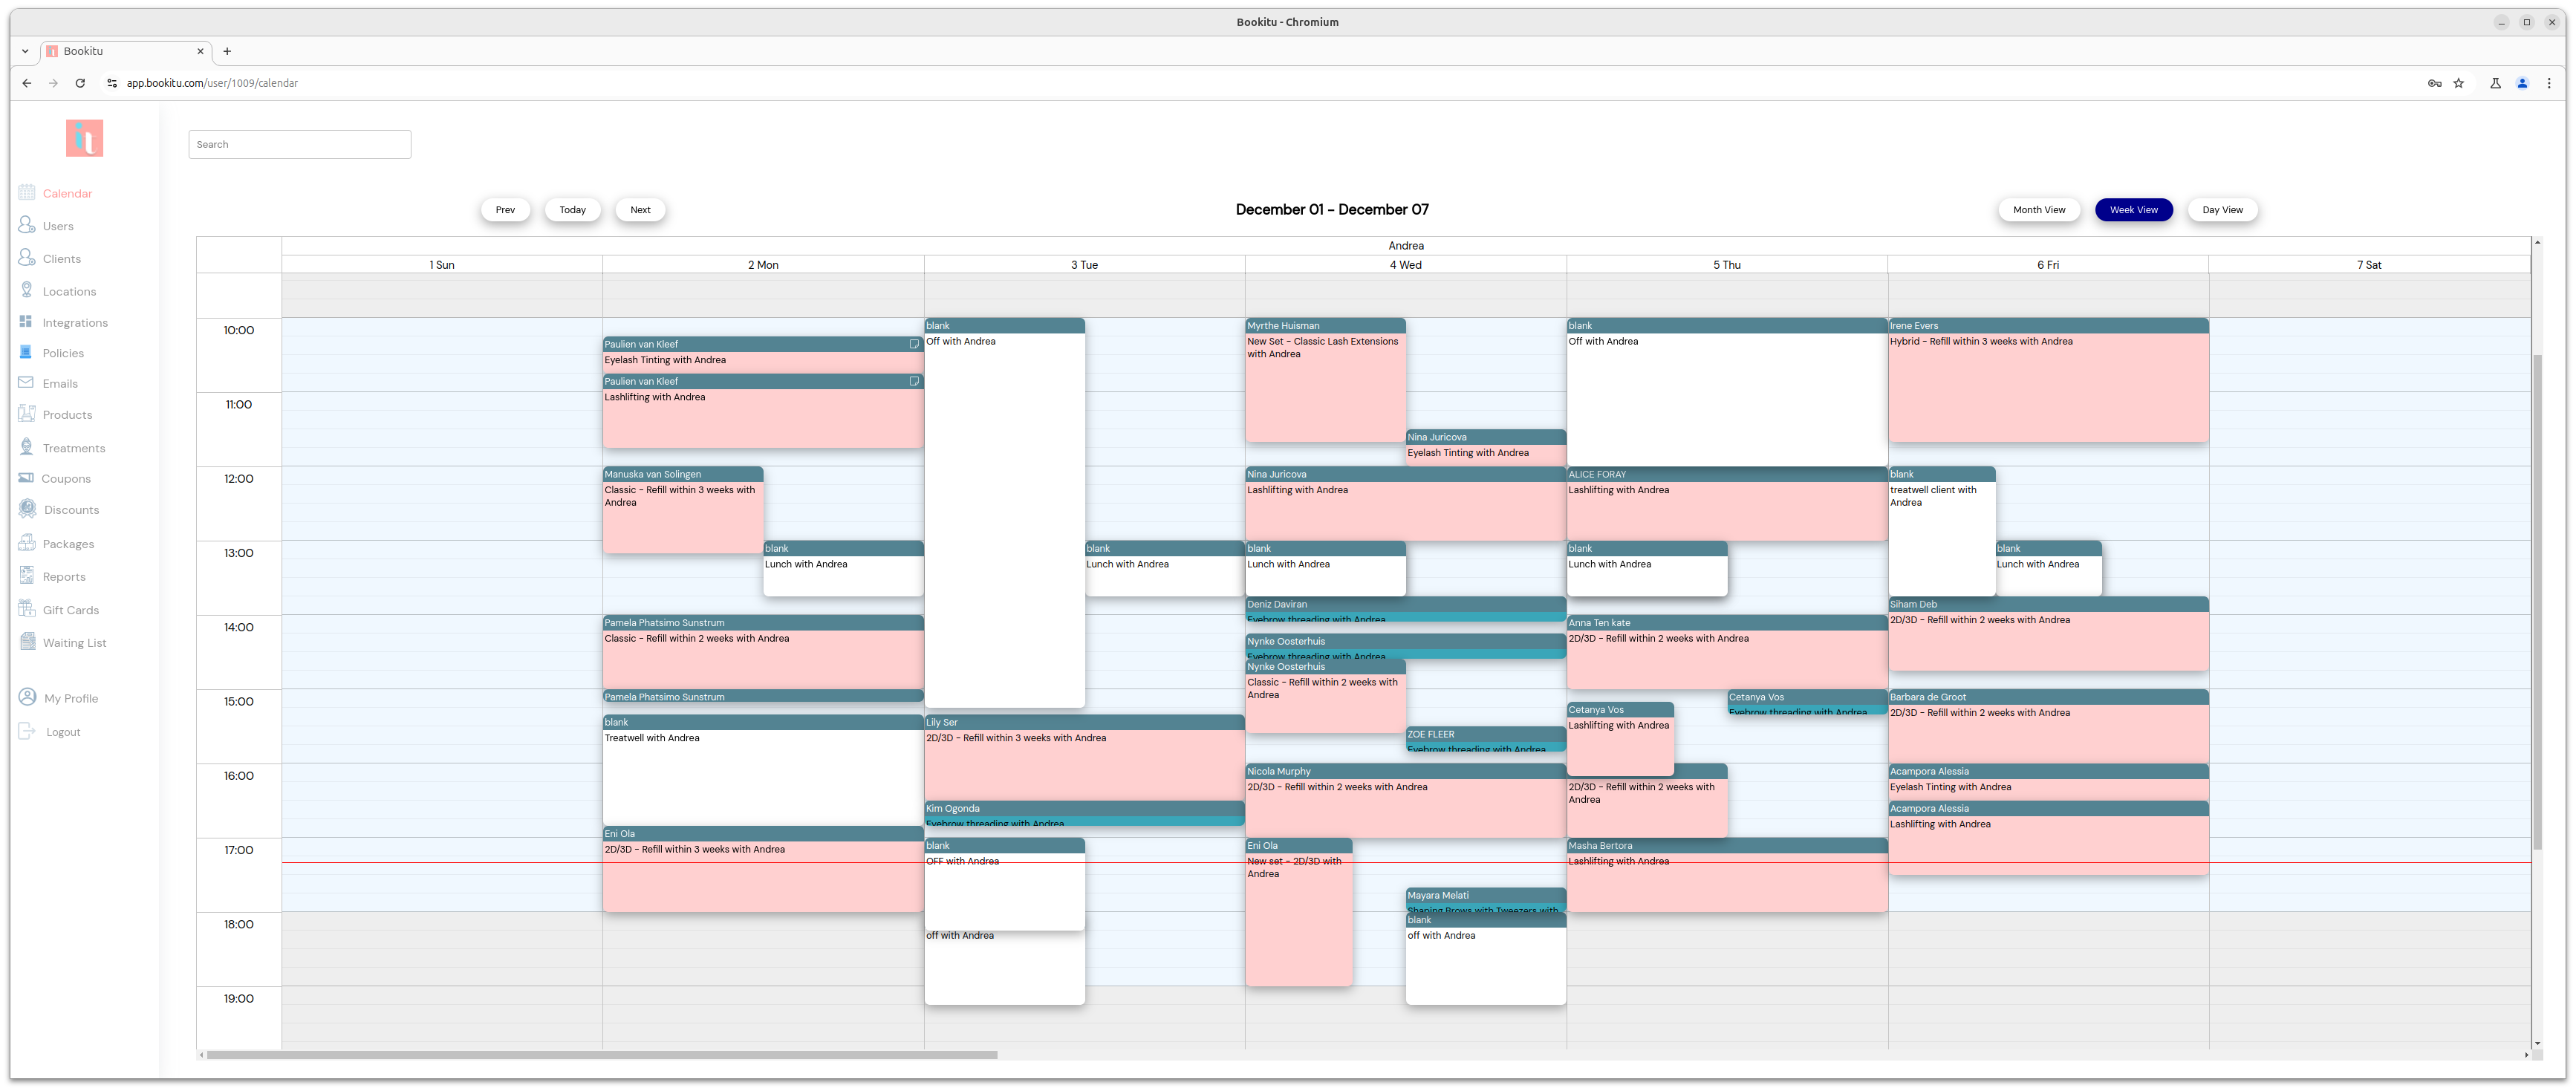 Bookitu - Chromium
Bookitu
app.bookitu.com/user/1009/calendar
Search
Calendar
Users
Clients
Locations
Integrations
Policies
Emails
Products
Treatments
Coupons
Discounts
Packages
Reports
Gift Cards
Waiting List
My Profile
Logout
Prev
Today
Next
December 01 - December 07
Month View
Week View
Day View
Andrea
1 Sun
2 Mon
3 Tue
4 Wed
5 Thu
6 Fri
7 Sat
10:00
11:00
12:00
13:00
14:00
15:00
16:00
17:00
18:00
19:00
Paulien van Kleef
Eyelash Tinting with Andrea
Paulien van Kleef
Lashlifting with Andrea
Manuska van Solingen
Classic - Refill within 3 weeks with
Andrea
blank
Lunch with Andrea
Pamela Phatsimo Sunstrum
Classic - Refill within 2 weeks with Andrea
Pamela Phatsimo Sunstrum
blank
Treatwell with Andrea
Eni Ola
2D/3D - Refill within 3 weeks with Andrea
blank
Off with Andrea
blank
Lunch with Andrea
Lily Ser
2D/3D - Refill within 3 weeks with Andrea
Kim Ogonda
Eyebrow threading with Andrea
blank
OFF with Andrea
off with Andrea
Myrthe Huisman
New Set - Classic Lash Extensions
with Andrea
Nina Juricova
Eyelash Tinting with Andrea
Nina Juricova
Lashlifting with Andrea
blank
Lunch with Andrea
Deniz Daviran
Eyebrow threading with Andrea
Nynke Oosterhuis
Eyebrow threading with Andrea
Nynke Oosterhuis
Classic - Refill within 2 weeks with
Andrea
ZOE FLEER
Eyebrow threading with Andrea
Nicola Murphy
2D/3D - Refill within 2 weeks with Andrea
Eni Ola
New set - 2D/3D with
Andrea
Mayara Melati
Shaping Brows with Tweezers with
blank
off with Andrea
blank
Off with Andrea
ALICE FORAY
Lashlifting with Andrea
blank
Lunch with Andrea
Anna Ten kate
2D/3D - Refill within 2 weeks with Andrea
Cetanya Vos
Eyebrow threading with Andrea
Cetanya Vos
Lashlifting with Andrea
2D/3D - Refill within 2 weeks with
Andrea
Masha Bertora
Lashlifting with Andrea
Irene Evers
Hybrid - Refill within 3 weeks with Andrea
blank
treatwell client with
Andrea
blank
Lunch with Andrea
Siham Deb
2D/3D - Refill within 2 weeks with Andrea
Barbara de Groot
2D/3D - Refill within 2 weeks with Andrea
Acampora Alessia
Eyelash Tinting with Andrea
Acampora Alessia
Lashlifting with Andrea